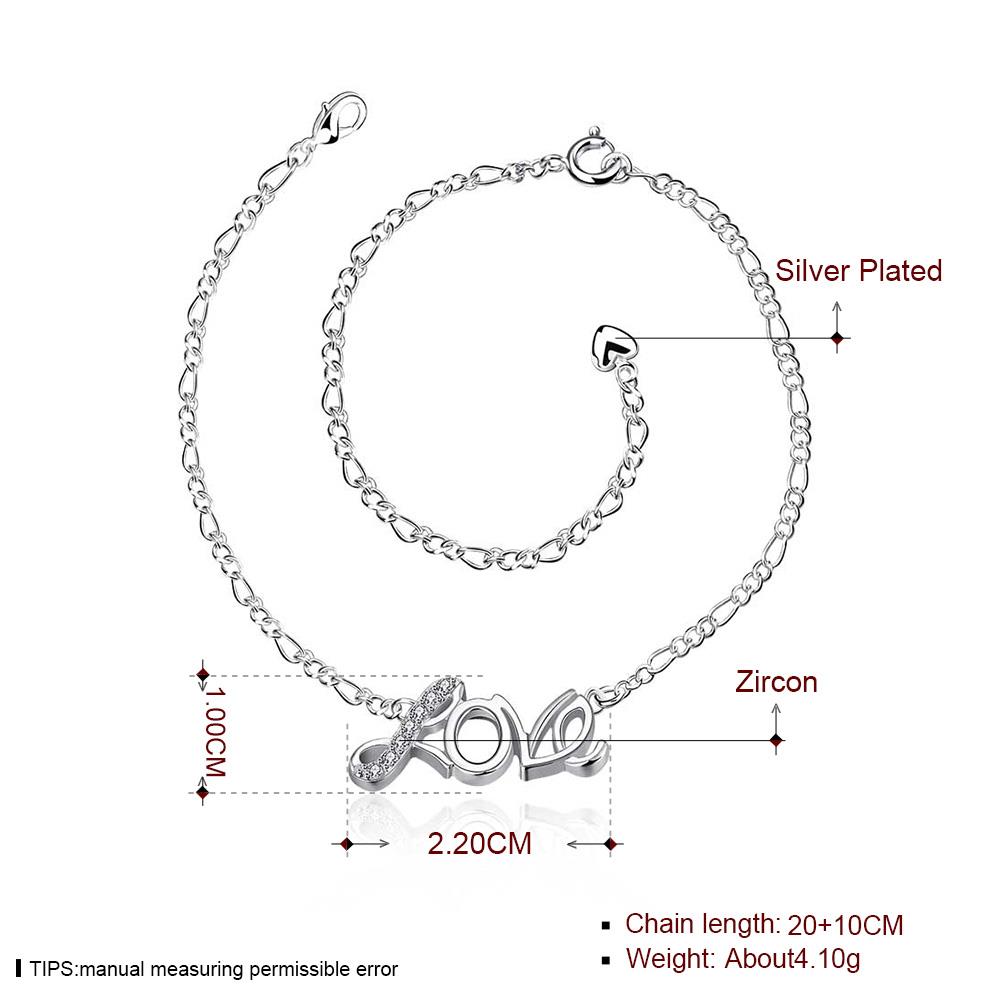 Silver Plated
Zircon
1.00CM
2.20CM
Love
Chain length: 20+10CM
Weight: About4.10g
TIPS:manual measuring permissible error